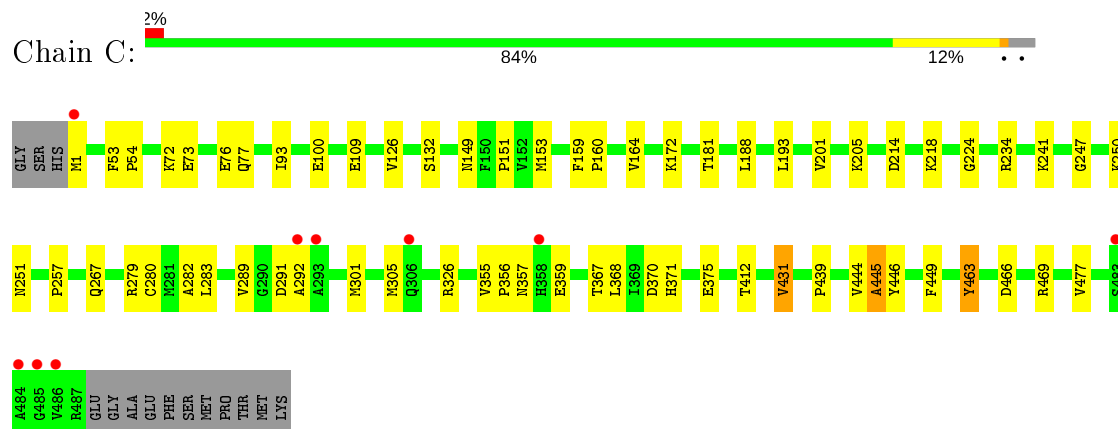 2%
Chain C:
84% 12% • •
GLY SER HIS M1 F53 P54 K72 E73 E76 Q77 I93 E100 E109 V126 S132 N149 F150 P151 V152 M153 F159 P160 V164 K172 T181 L188 L193 V201 K205 D214 K218 G224 R234 K241 G247 K250
N251 P257 Q267 R279 C280 M281 A282 L283 V289 G290 D291 A292 A293 M301 M305 Q306 R326 V355 P356 N357 H358 E359 T367 L368 I369 D370 H371 E375 T412 V431 P439 V444 A445 Y446 F449 Y463 D466 R469 V477 S483
A484 G485 V486 R487 GLU GLY ALA GLU PHE SER MET PRO THR MET LYS